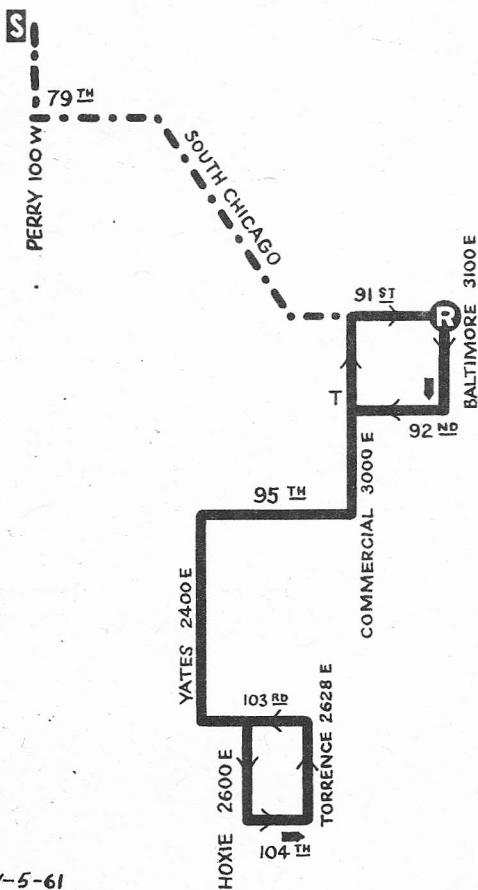 S
79TH
PERRY 100 W
SOUTH CHICAGO
91ST
R
BALTIMORE 3100 E
T
92ND
COMMERCIAL 3000 E
95TH
YATES 2400 E
103RD
TORRENCE 2628 E
HOXIE 2600 E
104TH
-5-61